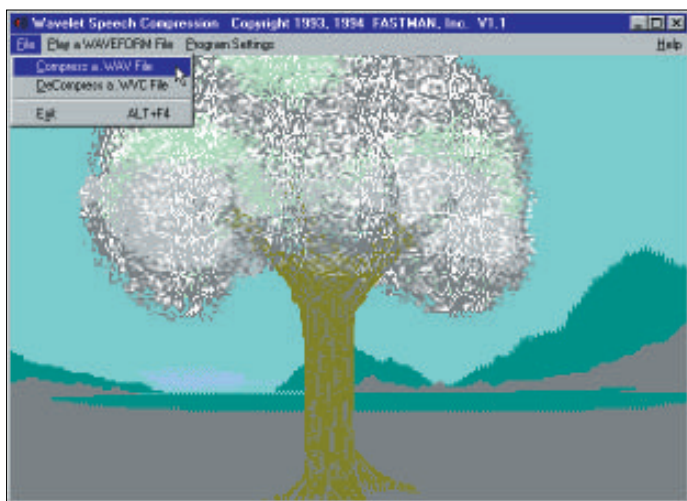 Wavelet Speech Compression Copyright 1993, 1994 FASTMAN, Inc. V1.1
File Play a WAVEFORM File Program Settings Help
Compress a .WAV File
DeCompress a .WVC File
Exit ALT+F4